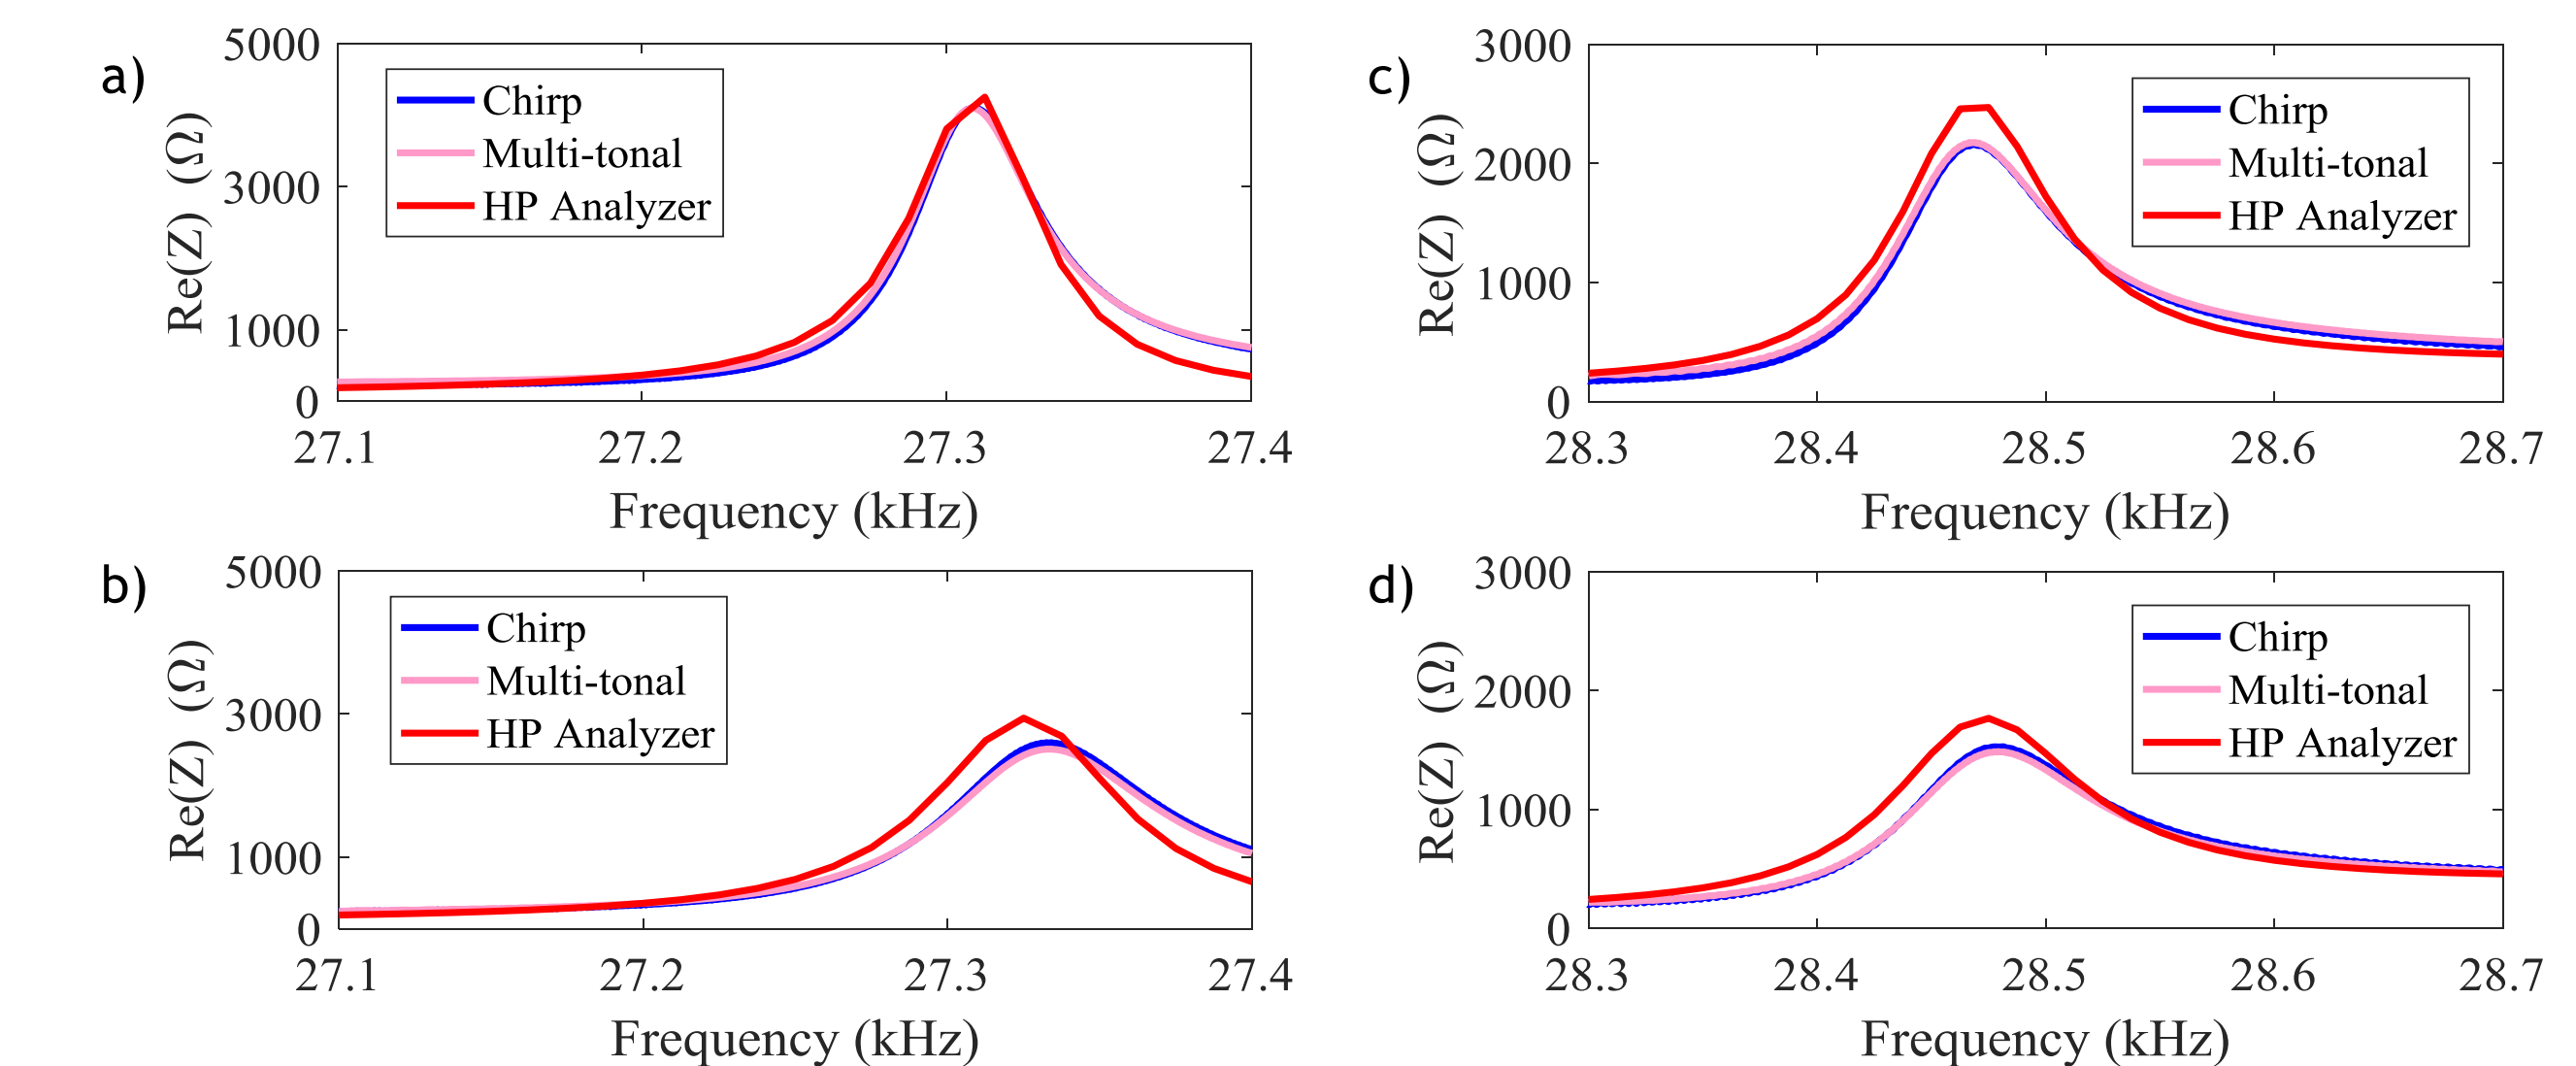 a)
5000
3000
1000
0
Re(Z) (Ω)
Chirp
Multi-tonal
HP Analyzer
27.1 27.2 27.3 27.4
Frequency (kHz)
c)
3000
2000
1000
0
Re(Z) (Ω)
Chirp
Multi-tonal
HP Analyzer
28.3 28.4 28.5 28.6 28.7
Frequency (kHz)
b)
5000
3000
1000
0
Re(Z) (Ω)
Chirp
Multi-tonal
HP Analyzer
27.1 27.2 27.3 27.4
Frequency (kHz)
d)
3000
2000
1000
0
Re(Z) (Ω)
Chirp
Multi-tonal
HP Analyzer
28.3 28.4 28.5 28.6 28.7
Frequency (kHz)